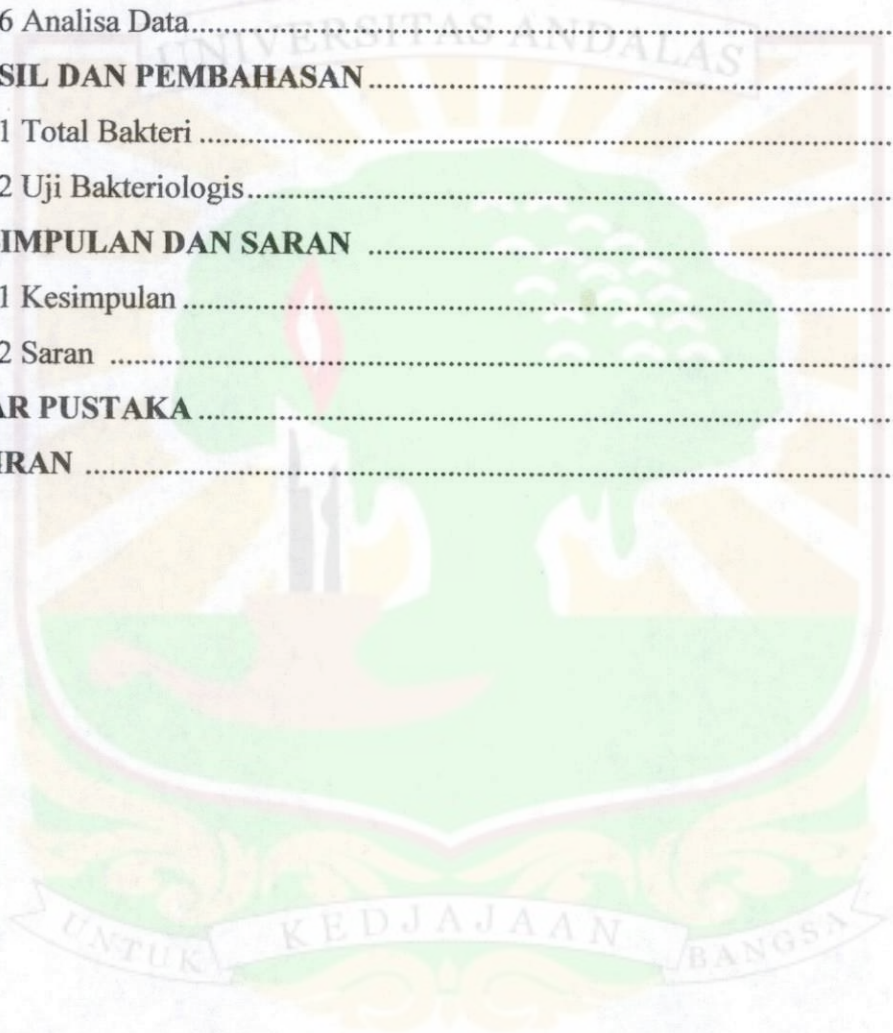 UNIVERSITAS ANDALAS
6 Analisa Data
SIL DAN PEMBAHASAN
1 Total Bakteri
2 Uji Bakteriologis
IMPULAN DAN SARAN
1 Kesimpulan
2 Saran
AR PUSTAKA
IRAN
UNTUK KEDJAJAAN BANGSA